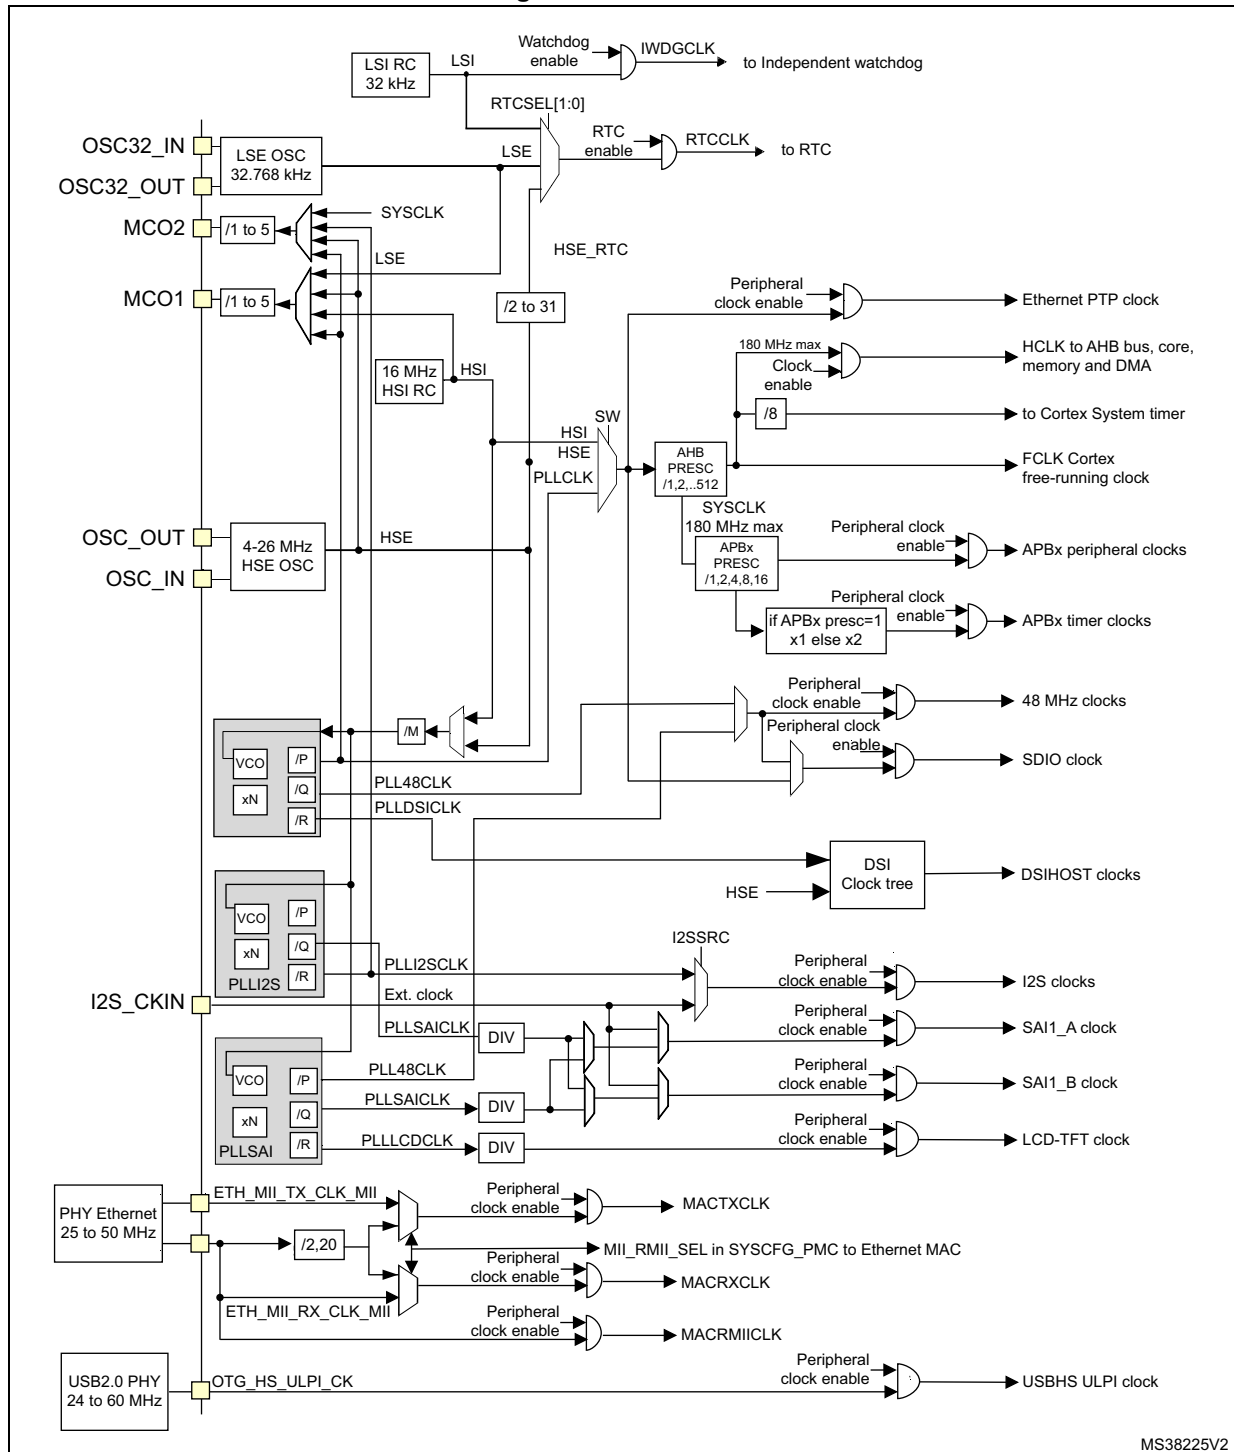 Watchdog
enable
IWDGCLK
to Independent watchdog
LSI RC
32 kHz
LSI
RTCSEL[1:0]
OSC32_IN
OSC32_OUT
LSE OSC
32.768 kHz
LSE
RTC
enable
RTCCLK
to RTC
MCO2
/1 to 5
SYSCLK
LSE
HSE_RTC
MCO1
/1 to 5
/2 to 31
Peripheral
clock enable
Ethernet PTP clock
16 MHz
HSI RC
HSI
180 MHz max
Clock
enable
HCLK to AHB bus, core,
memory and DMA
/8
to Cortex System timer
SW
HSI
HSE
PLLCLK
AHB
PRESC
/1,2,..512
FCLK Cortex
free-running clock
SYSCLK
180 MHz max
OSC_OUT
OSC_IN
4-26 MHz
HSE OSC
HSE
APBx
PRESC
/1,2,4,8,16
Peripheral clock
enable
APBx peripheral clocks
if APBx presc=1
x1 else x2
Peripheral clock
enable
APBx timer clocks
Peripheral
clock enable
48 MHz clocks
Peripheral clock
enable
SDIO clock
/M
VCO
xN
/P
/Q
/R
PLL48CLK
PLLDSICLK
DSI
Clock tree
HSE
DSIHOST clocks
VCO
xN
/P
/Q
/R
PLLI2S
PLLI2SCLK
I2SSRC
Peripheral
clock enable
I2S clocks
I2S_CKIN
Ext. clock
PLLSAICLK
DIV
Peripheral
clock enable
SAI1_A clock
VCO
xN
/P
/Q
/R
PLLSAI
PLL48CLK
PLLSAICLK
DIV
Peripheral
clock enable
SAI1_B clock
PLLLCDCLK
DIV
Peripheral
clock enable
LCD-TFT clock
PHY Ethernet
25 to 50 MHz
ETH_MII_TX_CLK_MII
Peripheral
clock enable
MACTXCLK
/2,20
MII_RMII_SEL in SYSCFG_PMC to Ethernet MAC
ETH_MII_RX_CLK_MII
Peripheral
clock enable
MACRXCLK
Peripheral
clock enable
MACRMIICLK
USB2.0 PHY
24 to 60 MHz
OTG_HS_ULPI_CK
Peripheral
clock enable
USBHS ULPI clock
MS38225V2